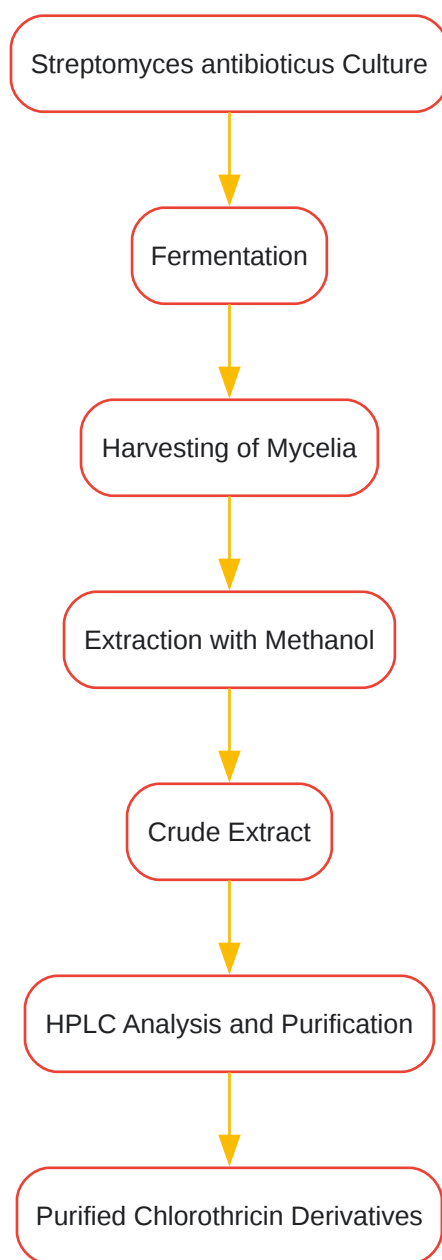 Streptomyces antibioticus Culture
Fermentation
Harvesting of Mycelia
Extraction with Methanol
Crude Extract
HPLC Analysis and Purification
Purified Chlorothricin Derivatives